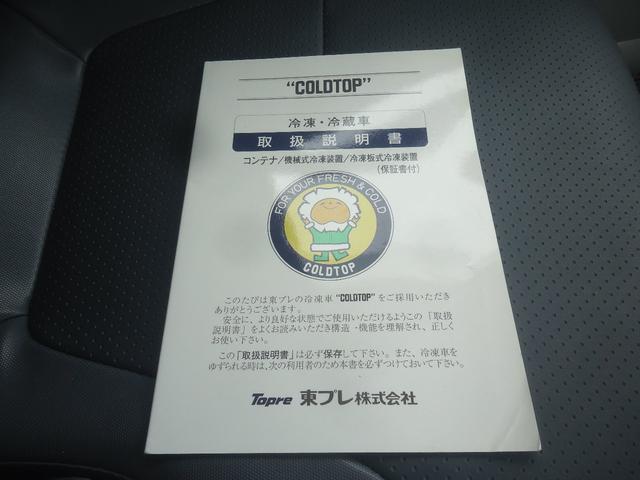 “COLDTOP”
冷凍・冷蔵車
取扱説明書
コンテナ/機械式冷凍装置/冷凍板式冷凍装置
(保証書付)
FOR YOUR FRESH & COLD
COLDTOP
このたびは東プレの冷凍車“COLDTOP”をご採用いただき
ありがとうございます。
安全に、より良好な状態でご使用いただけるようこの「取扱
説明書」をよくお読みいただき構造・機能を理解され、正しく
お使い下さい。
この「取扱説明書」は必ず保存して下さい。また、冷凍車を
ゆずられる時は、次の利用者のため本書を必ずつけておいて下さい。
Topre 東プレ株式会社